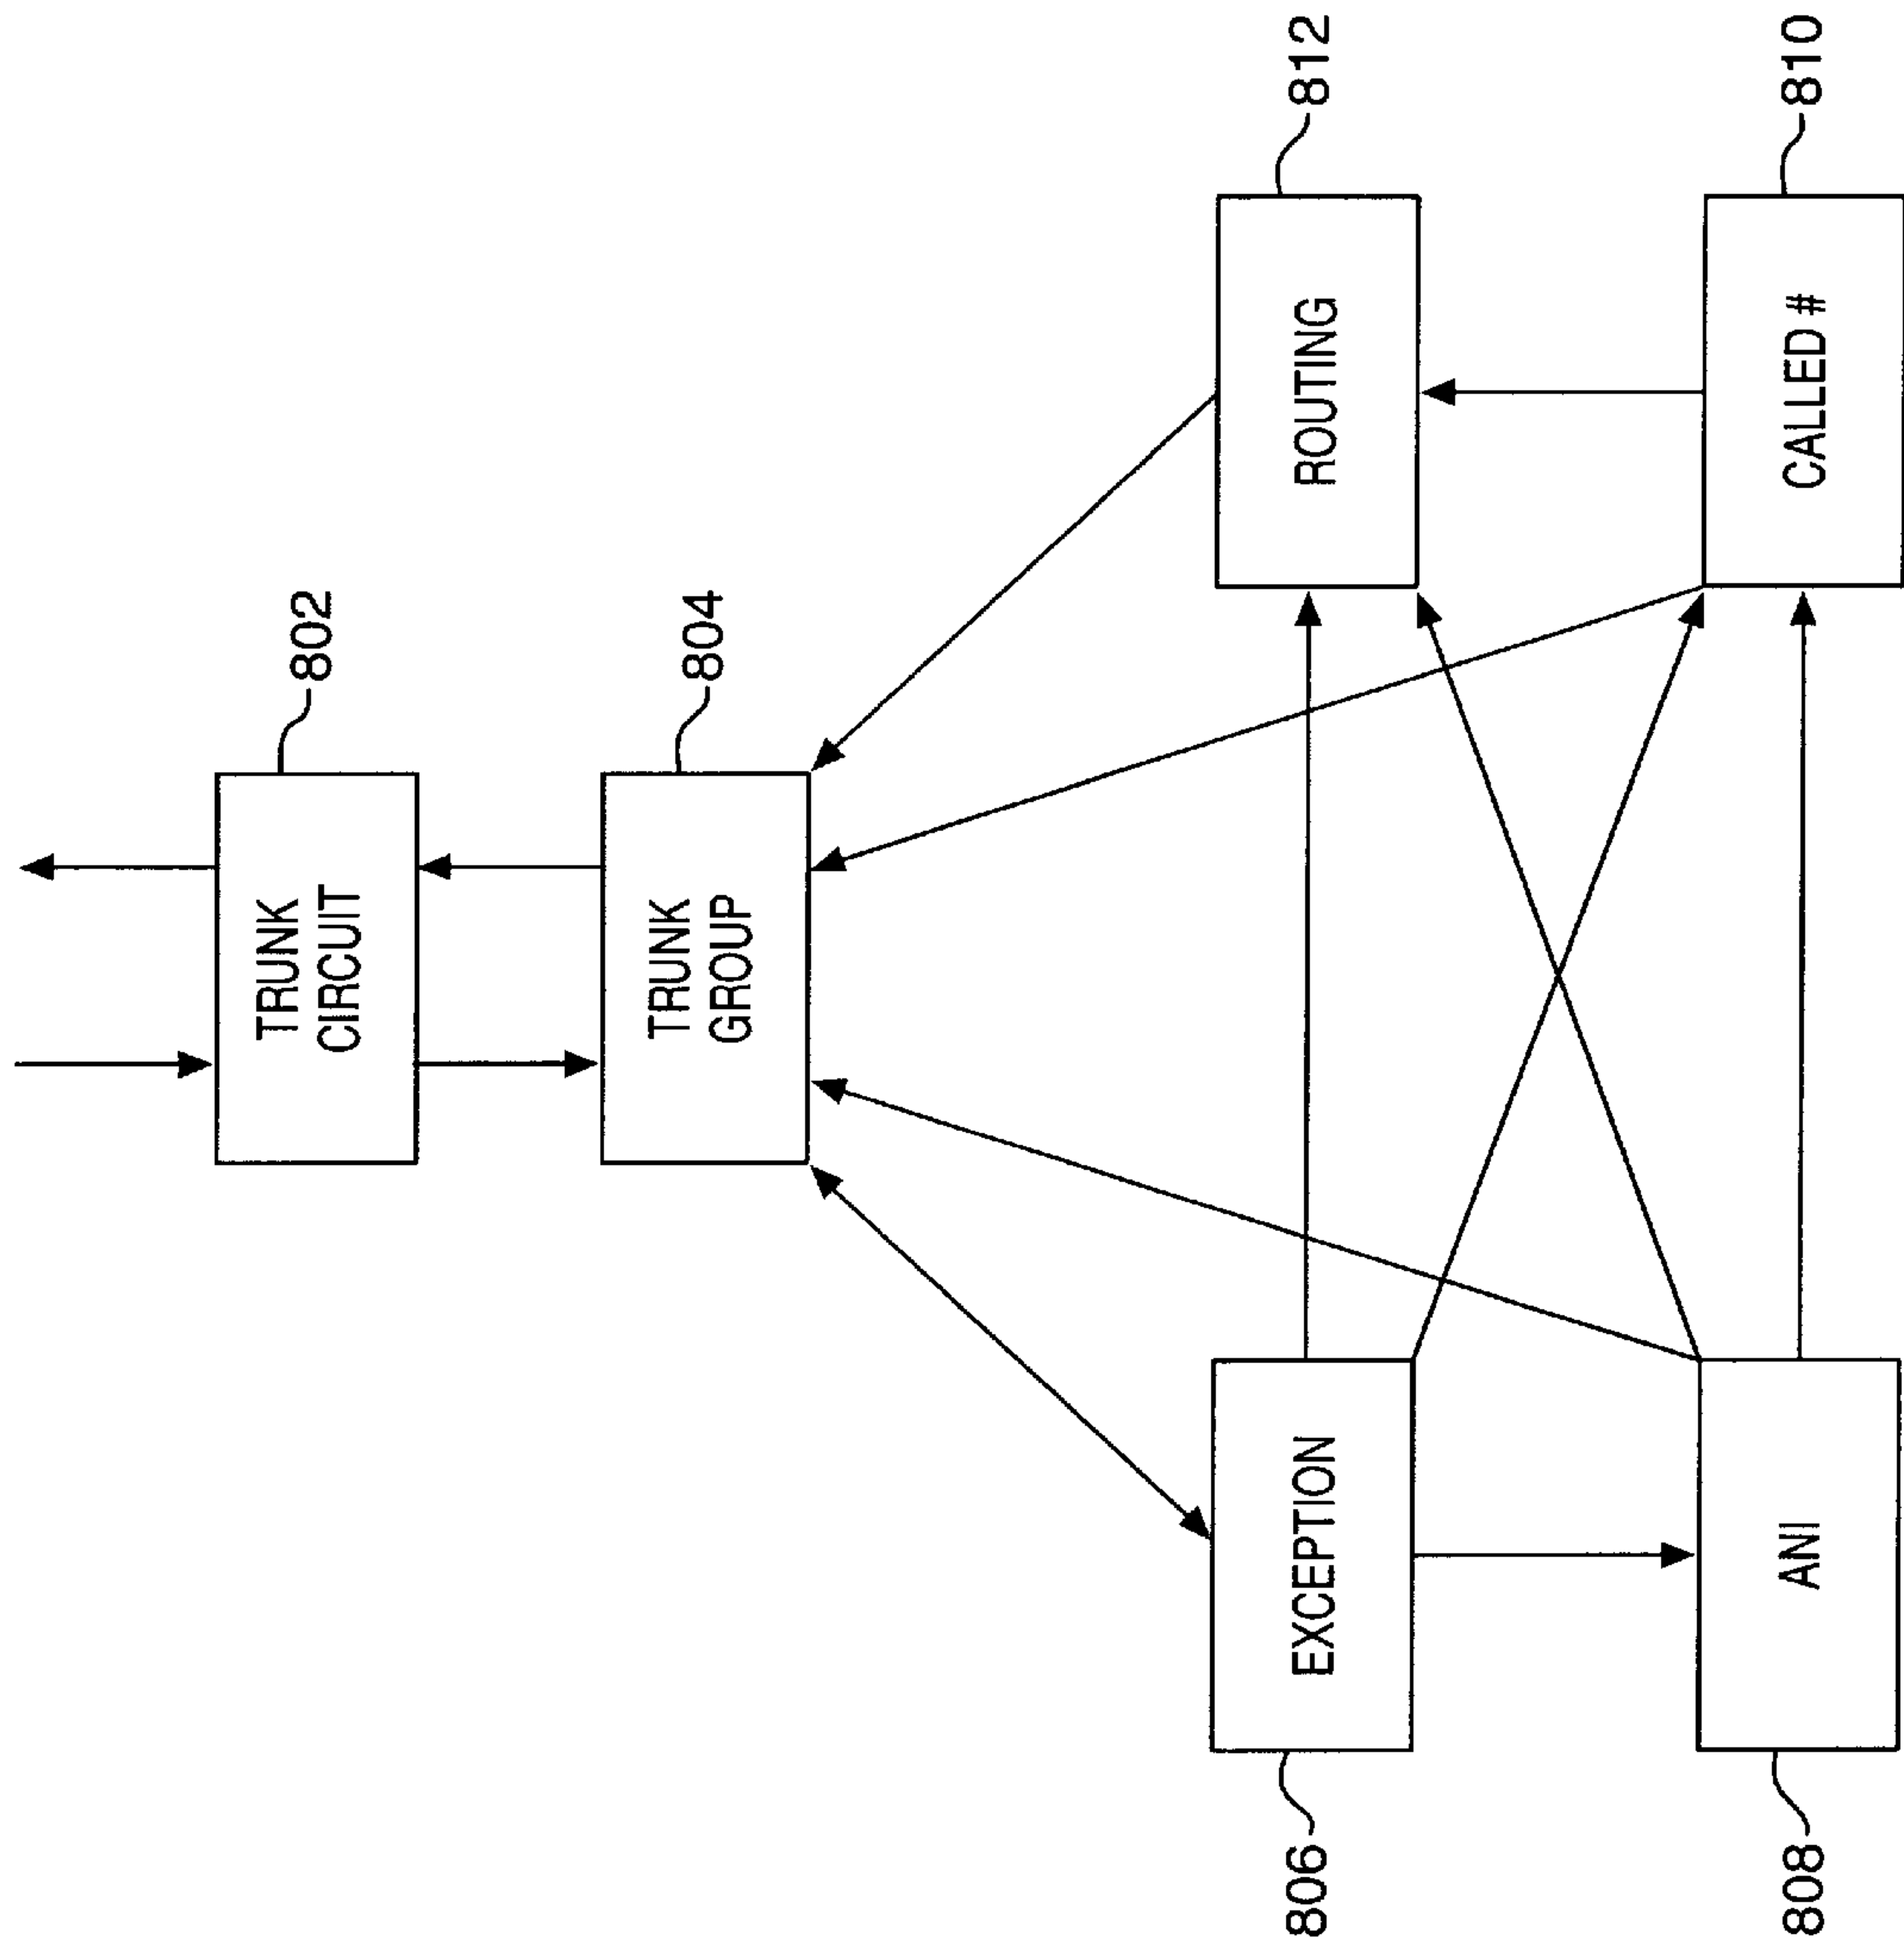 TRUNK
CIRCUIT
802
TRUNK
GROUP
804
806
EXCEPTION
ROUTING
812
808
ANI
CALLED #
810